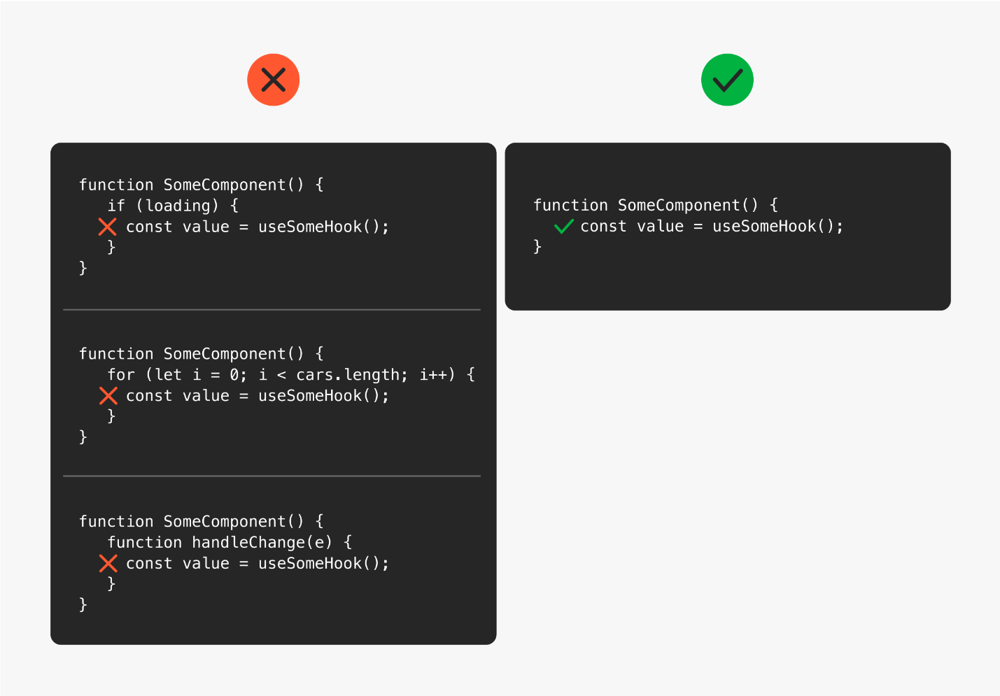 function SomeComponent() {
   if (loading) {
     const value = useSomeHook();
   }
}
function SomeComponent() {
   for (let i = 0; i < cars.length; i++) {
     const value = useSomeHook();
   }
}
function SomeComponent() {
   function handleChange(e) {
     const value = useSomeHook();
   }
}
function SomeComponent() {
     const value = useSomeHook();
}